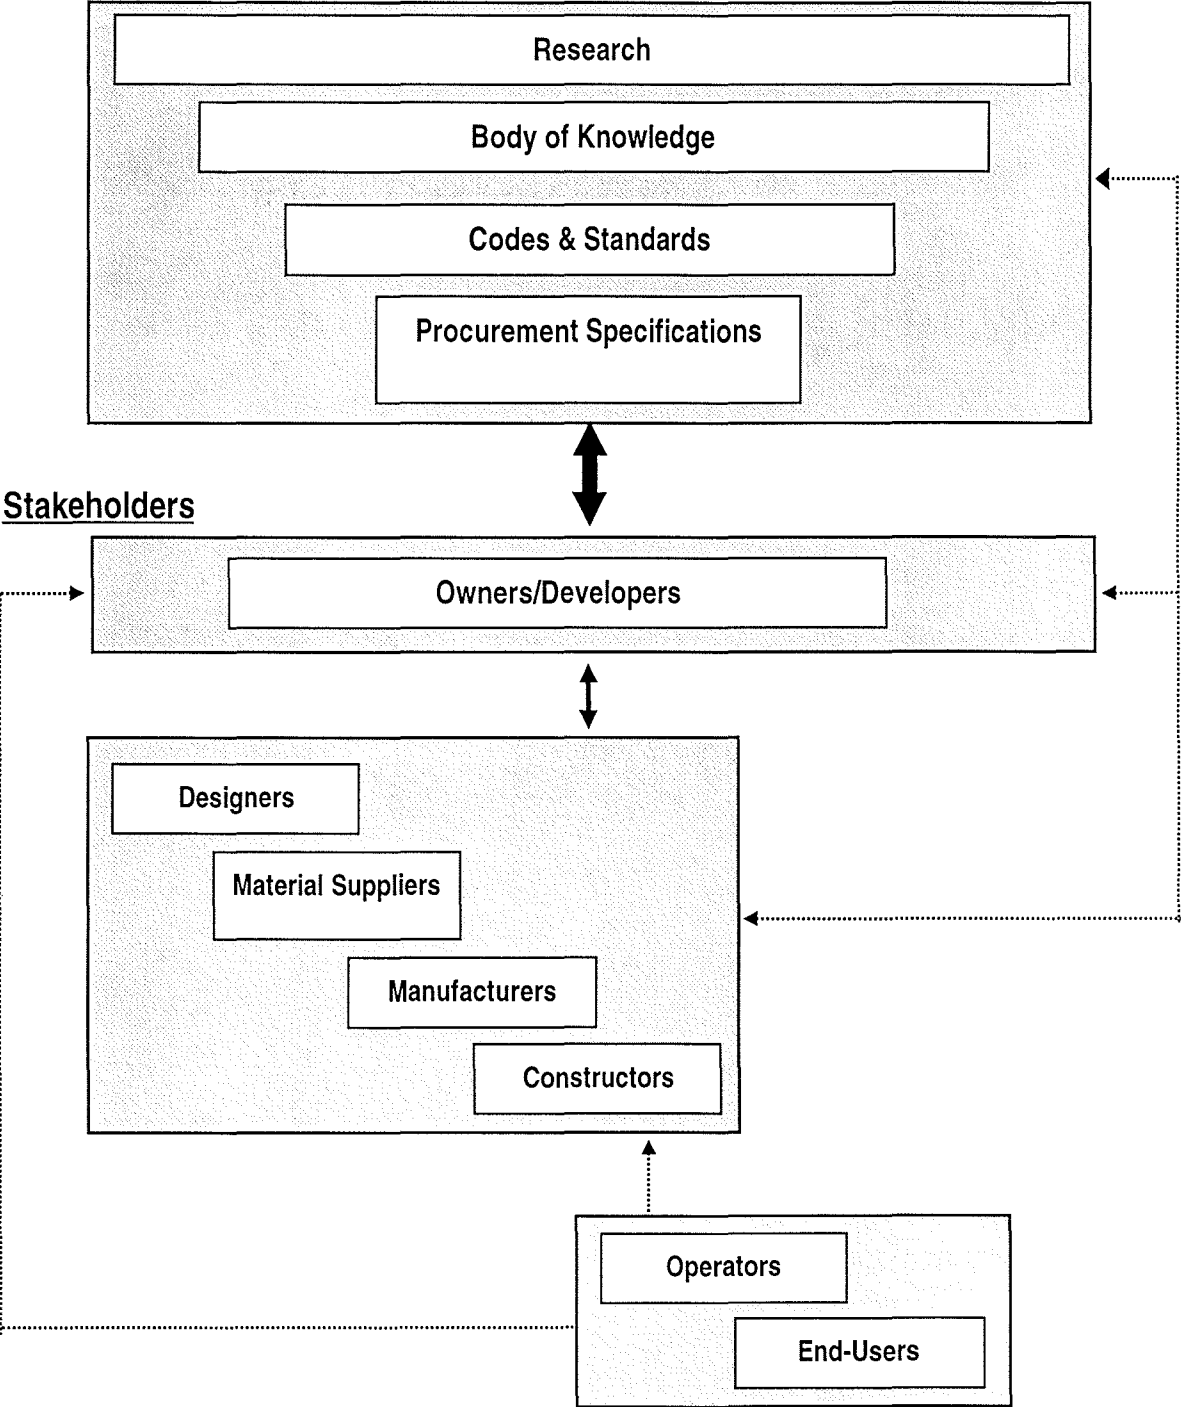 Research
Body of Knowledge
Codes & Standards
Procurement Specifications
Stakeholders
Owners/Developers
Designers
Material Suppliers
Manufacturers
Constructors
Operators
End-Users